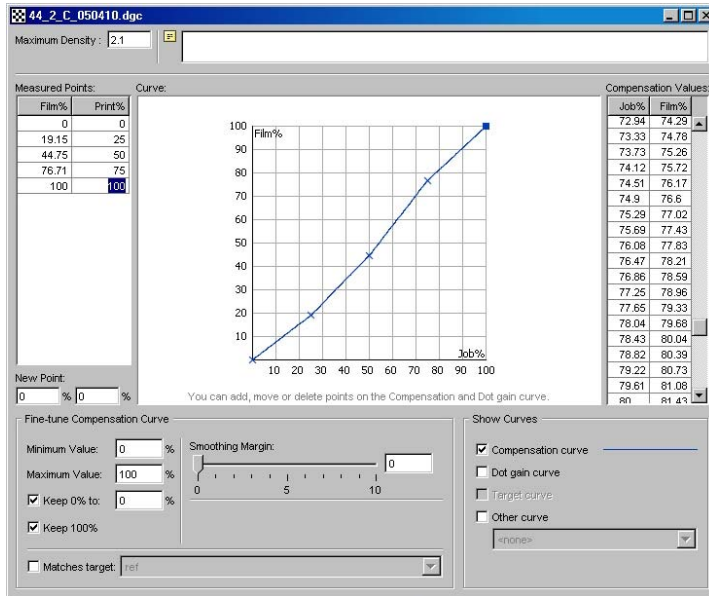 44_2_C_050410.dgc
Maximum Density : 2.1
Measured Points: Curve: Compensation Values:
Film% Print%
0 0
19.15 25
44.75 50
76.71 75
100 100
Film%
100
90
80
70
60
50
40
30
20
10
10 20 30 40 50 60 70 80 90 100
Job%
You can add, move or delete points on the Compensation and Dot gain curve.
Job% Film%
72.94 74.29
73.33 74.78
73.73 75.26
74.12 75.72
74.51 76.17
74.9 76.6
75.29 77.02
75.69 77.43
76.08 77.83
76.47 78.21
76.86 78.59
77.25 78.96
77.65 79.33
78.04 79.68
78.43 80.04
78.82 80.39
79.22 80.73
79.61 81.08
80 81.43
New Point:
0 % 0 %
Fine-tune Compensation Curve
Minimum Value: 0 %
Maximum Value: 100 %
Keep 0% to: 0 %
Keep 100%
Smoothing Margin:
0
0 5 10
Matches target: ref
Show Curves
Compensation curve
Dot gain curve
Target curve
Other curve
<none>